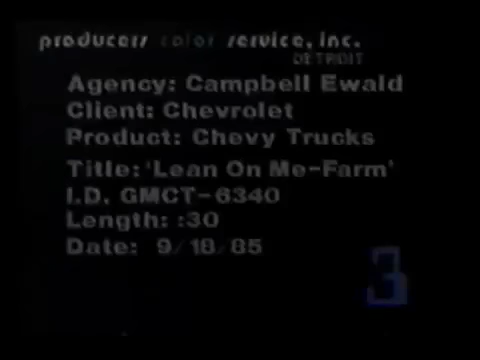 producers color service, inc.
DETROIT
Agency: Campbell Ewald
Client: Chevrolet
Product: Chevy Trucks
Title: 'Lean On Me-Farm'
I.D. GMCT-6340
Length: :30
Date: 9/18/85
3